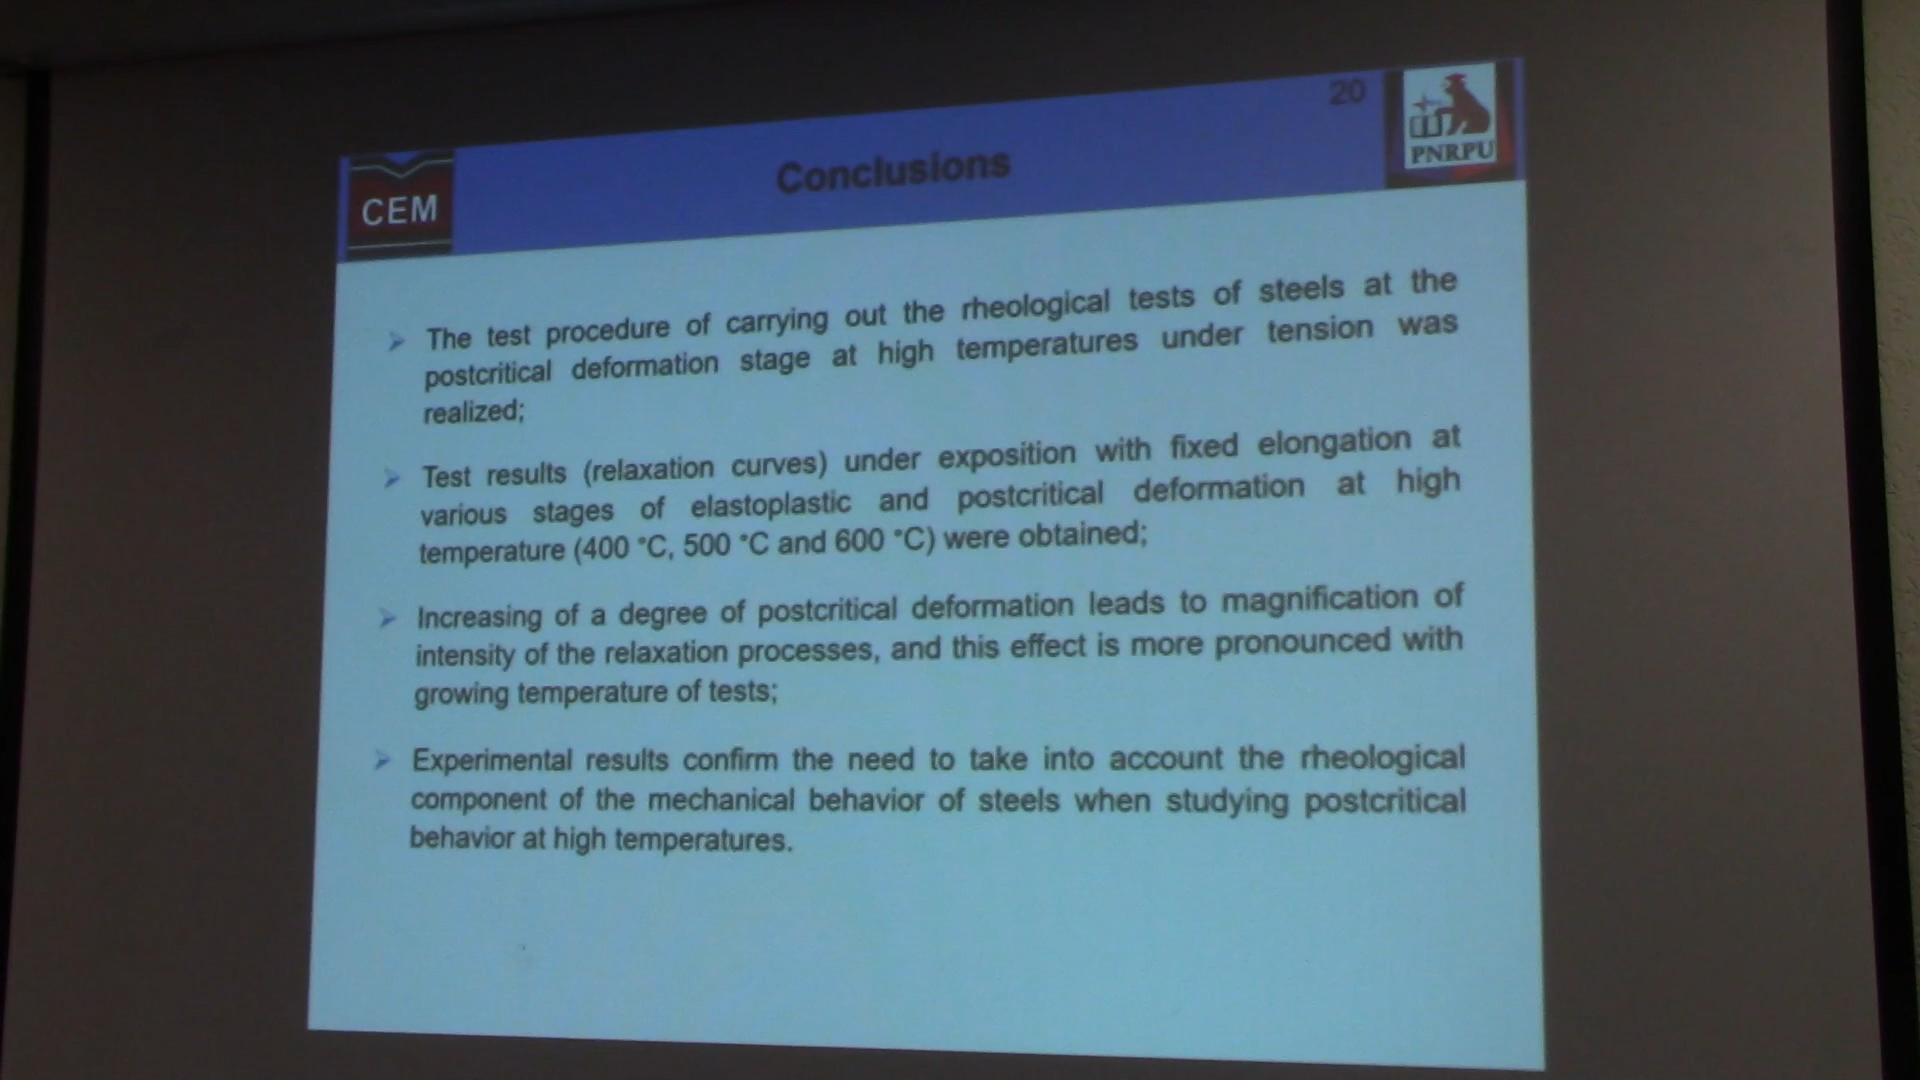 20
PNRPU
CEM
Conclusions
The test procedure of carrying out the rheological tests of steels at the
postcritical deformation stage at high temperatures under tension was
realized;
Test results (relaxation curves) under exposition with fixed elongation at
various stages of elastoplastic and postcritical deformation at high
temperature (400 °C, 500 °C and 600 °C) were obtained;
Increasing of a degree of postcritical deformation leads to magnification of
intensity of the relaxation processes, and this effect is more pronounced with
growing temperature of tests;
Experimental results confirm the need to take into account the rheological
component of the mechanical behavior of steels when studying postcritical
behavior at high temperatures.